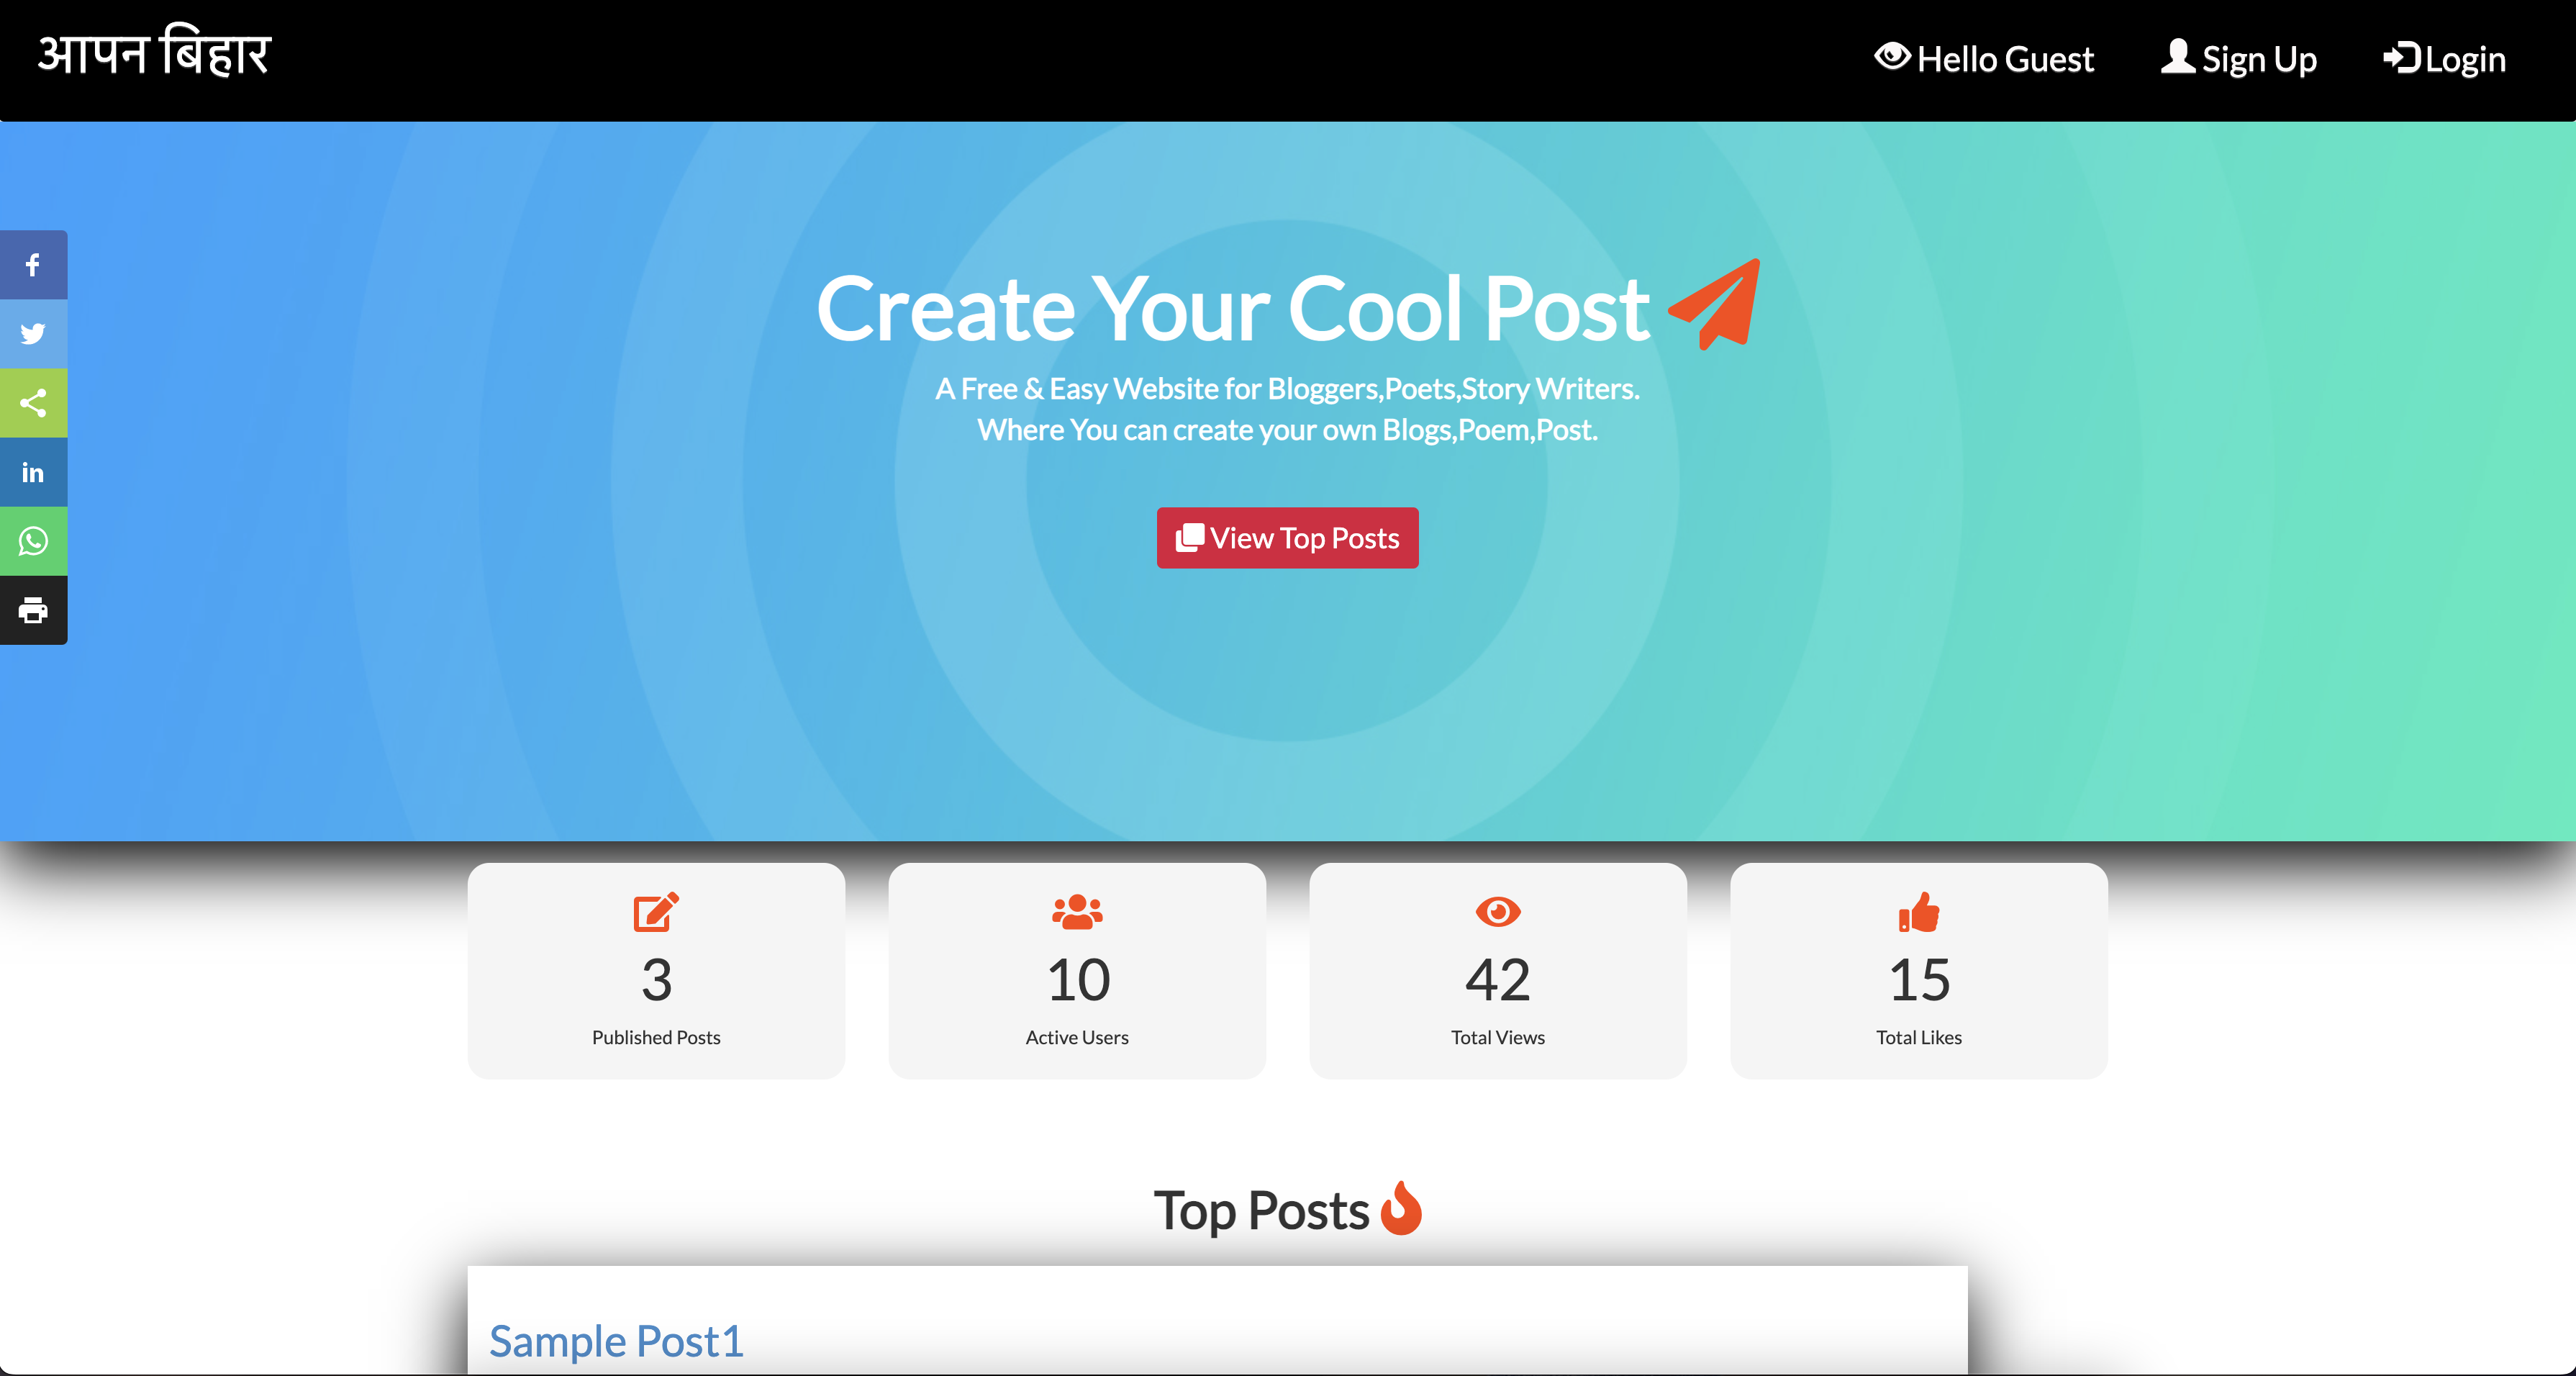 आपन बिहार
Hello Guest
Sign Up
Login
Create Your Cool Post
A Free & Easy Website for Bloggers,Poets,Story Writers.
Where You can create your own Blogs,Poem,Post.
View Top Posts
3
Published Posts
10
Active Users
42
Total Views
15
Total Likes
Top Posts
Sample Post1